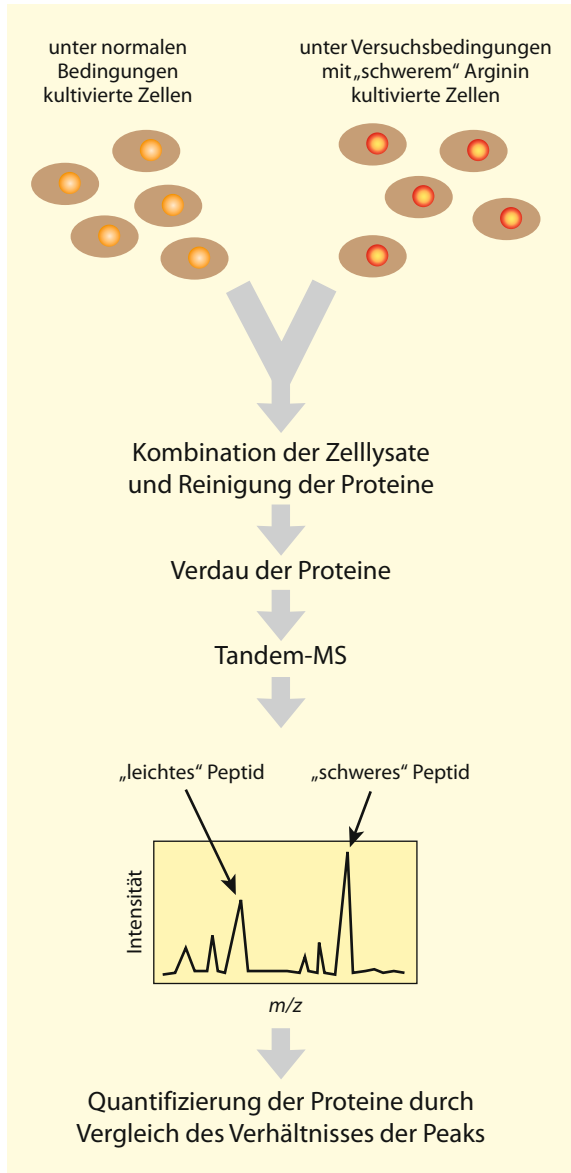 unter normalen
Bedingungen
kultivierte Zellen
unter Versuchsbedingungen
mit „schwerem“ Arginin
kultivierte Zellen
Kombination der Zelllysate
und Reinigung der Proteine
Verdau der Proteine
Tandem-MS
„leichtes“ Peptid
„schweres“ Peptid
Intensität
m/z
Quantifizierung der Proteine durch
Vergleich des Verhältnisses der Peaks